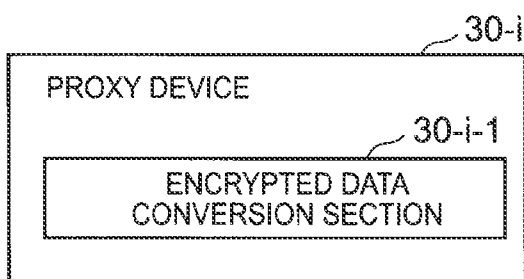 30-i
PROXY DEVICE
30-i-1
ENCRYPTED DATA
CONVERSION SECTION